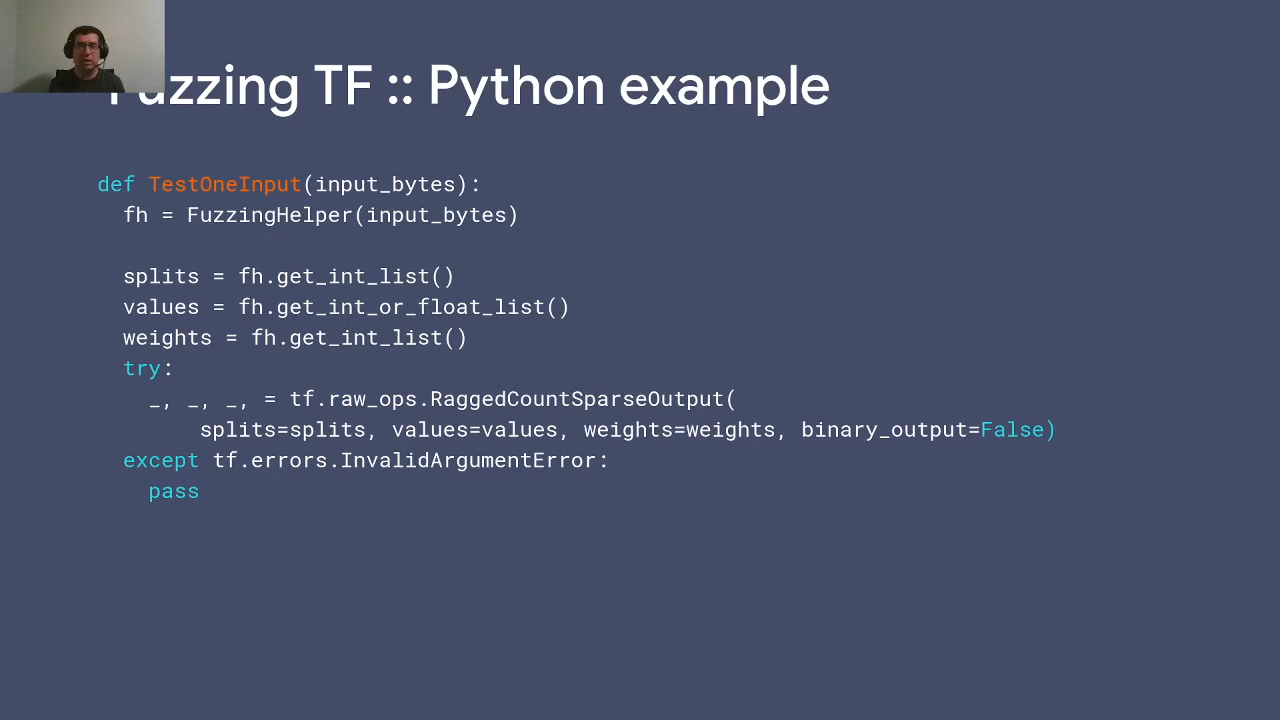 Fuzzing TF :: Python example
def TestOneInput(input_bytes):
fh = FuzzingHelper(input_bytes)
splits = fh.get_int_list()
values = fh.get_int_or_float_list()
weights = fh.get_int_list()
try:
_, _, _, = tf.raw_ops.RaggedCountSparseOutput(
splits=splits, values=values, weights=weights, binary_output=False)
except tf.errors.InvalidArgumentError:
pass